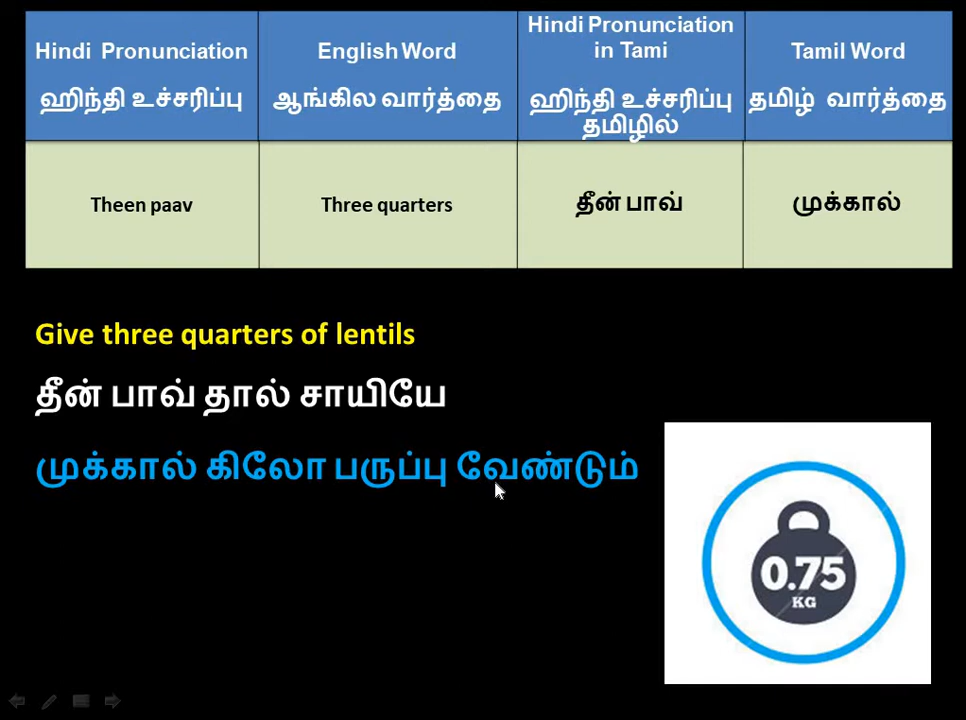 Hindi Pronunciation
ஹிந்தி உச்சரிப்பு
English Word
ஆங்கில வார்த்தை
Hindi Pronunciation
in Tami
ஹிந்தி உச்சரிப்பு
தமிழில்
Tamil Word
தமிழ் வார்த்தை
Theen paav
Three quarters
தீன் பாவ்
முக்கால்
Give three quarters of lentils
தீன் பாவ் தால் சாயியே
முக்கால் கிலோ பருப்பு வேண்டும்
0.75
KG